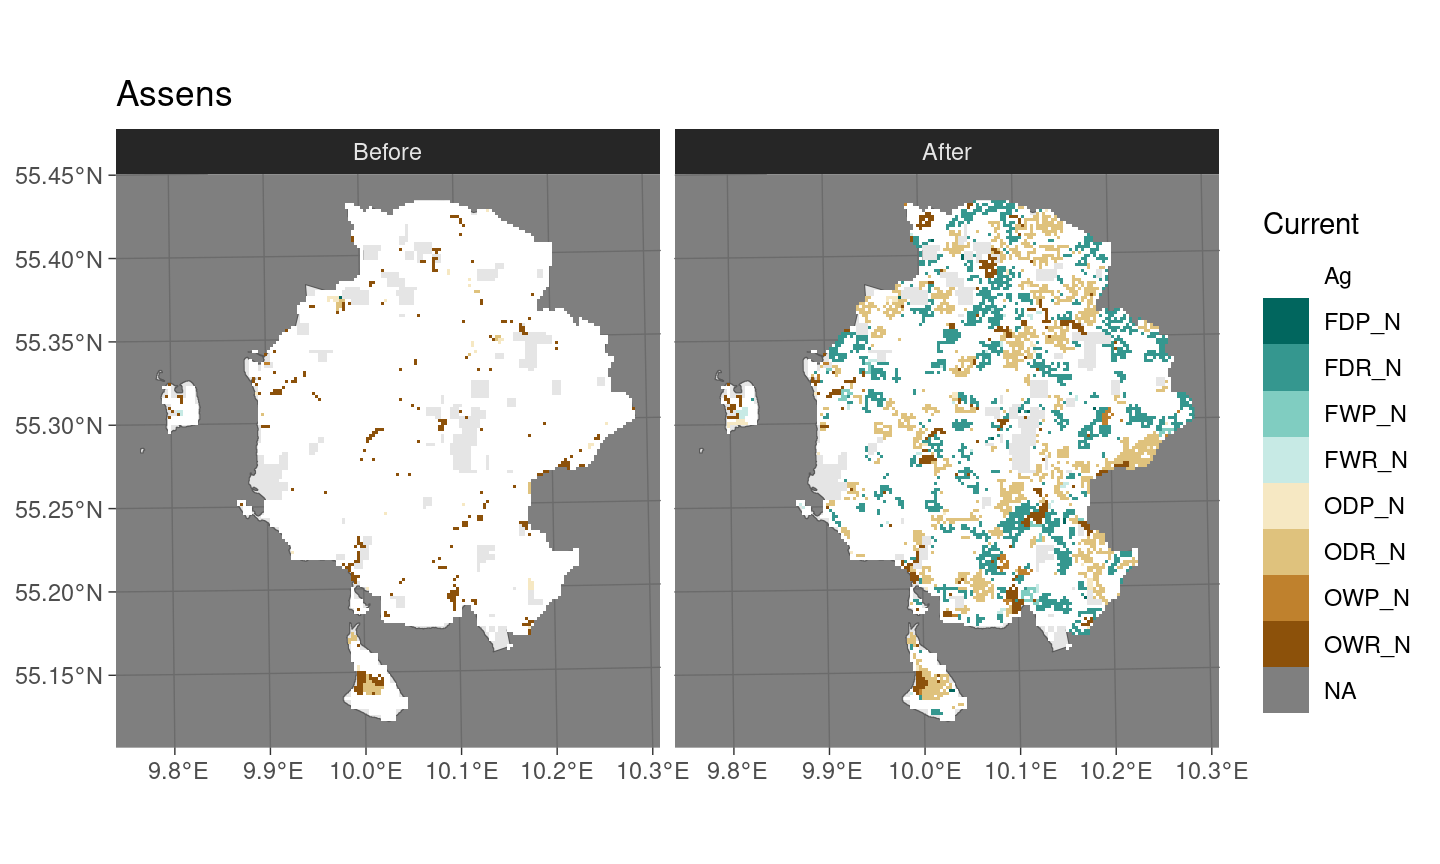 Assens
Before
After
55.45°N
55.40°N
55.35°N
55.30°N
55.25°N
55.20°N
55.15°N
9.8°E 9.9°E 10.0°E 10.1°E 10.2°E 10.3°E 9.8°E 9.9°E 10.0°E 10.1°E 10.2°E 10.3°E
Current
Ag
FDP_N
FDR_N
FWP_N
FWR_N
ODP_N
ODR_N
OWP_N
OWR_N
NA